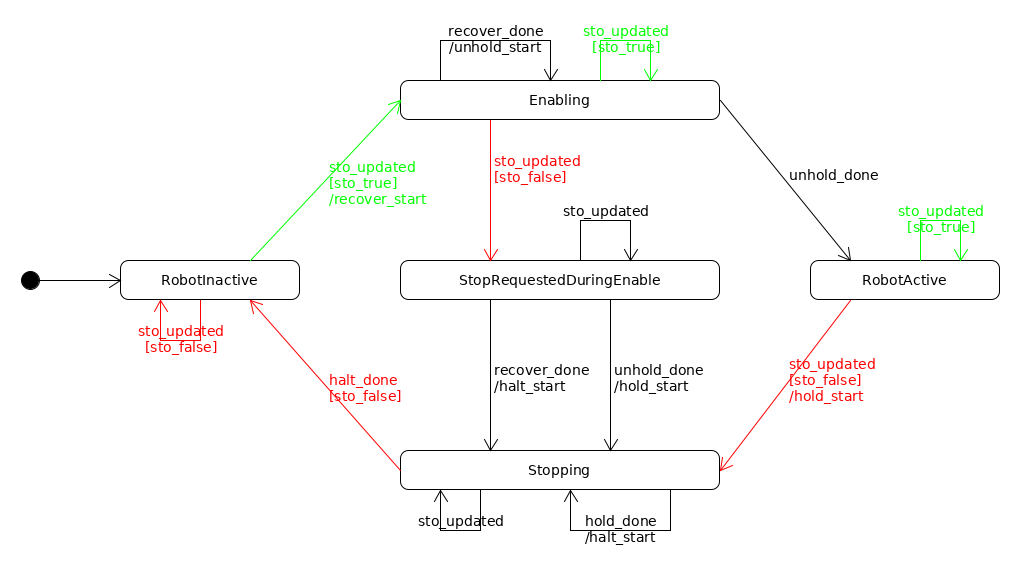 recover_done
/unhold_start
sto_updated
[sto_true]
Enabling
sto_updated
[sto_true]
/recover_start
sto_updated
[sto_false]
unhold_done
sto_updated
sto_updated
[sto_true]
RobotInactive
StopRequestedDuringEnable
RobotActive
sto_updated
[sto_false]
halt_done
[sto_false]
recover_done
/halt_start
unhold_done
/hold_start
sto_updated
[sto_false]
/hold_start
Stopping
sto_updated
hold_done
/halt_start